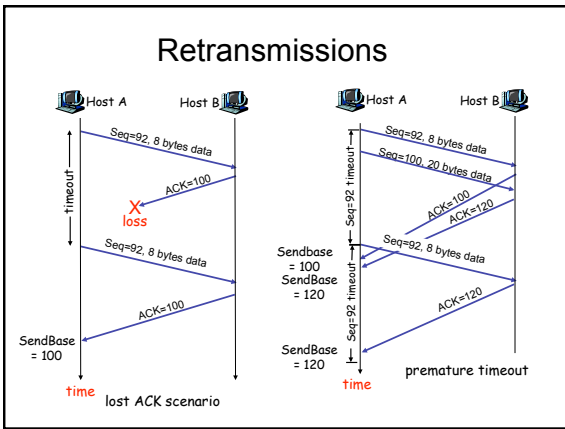 Retransmissions
Host A
Host B
Seq=92, 8 bytes data
ACK=100
X
loss
timeout
Seq=92, 8 bytes data
ACK=100
SendBase
= 100
time
lost ACK scenario
Host A
Host B
Seq=92, 8 bytes data
Seq=100, 20 bytes data
ACK=100
ACK=120
Seq=92 timeout
Seq=92, 8 bytes data
Sendbase
= 100
SendBase
= 120
ACK=120
Seq=92 timeout
SendBase
= 120
time
premature timeout